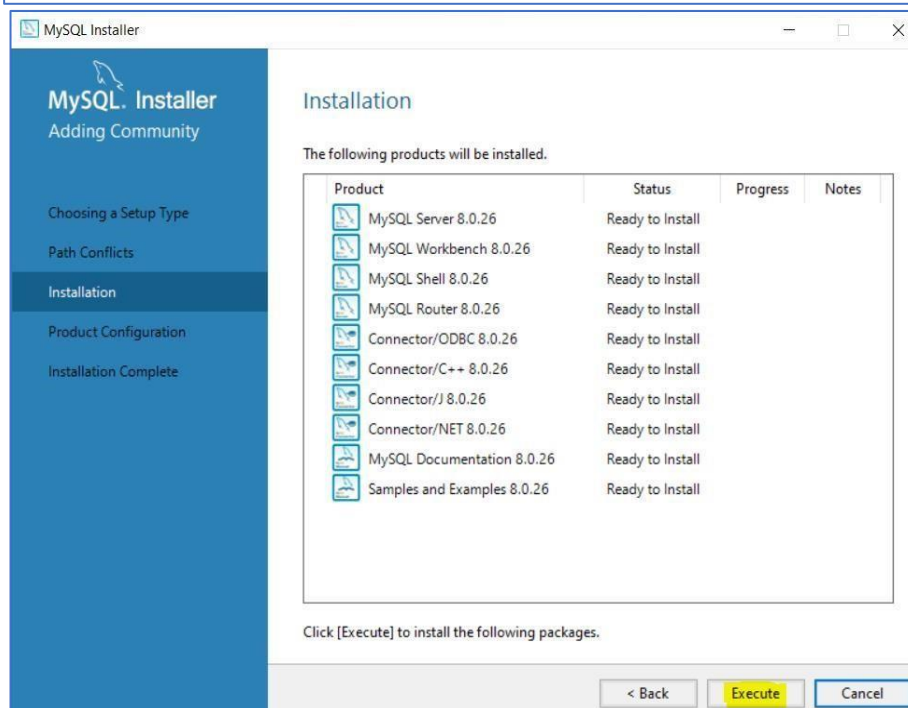 MySQL Installer
MySQL. Installer
Adding Community
Choosing a Setup Type
Path Conflicts
Installation
Product Configuration
Installation Complete
Installation
The following products will be installed.
Product Status Progress Notes
MySQL Server 8.0.26 Ready to Install
MySQL Workbench 8.0.26 Ready to Install
MySQL Shell 8.0.26 Ready to Install
MySQL Router 8.0.26 Ready to Install
Connector/ODBC 8.0.26 Ready to Install
Connector/C++ 8.0.26 Ready to Install
Connector/J 8.0.26 Ready to Install
Connector/NET 8.0.26 Ready to Install
MySQL Documentation 8.0.26 Ready to Install
Samples and Examples 8.0.26 Ready to Install
Click [Execute] to install the following packages.
< Back Execute Cancel